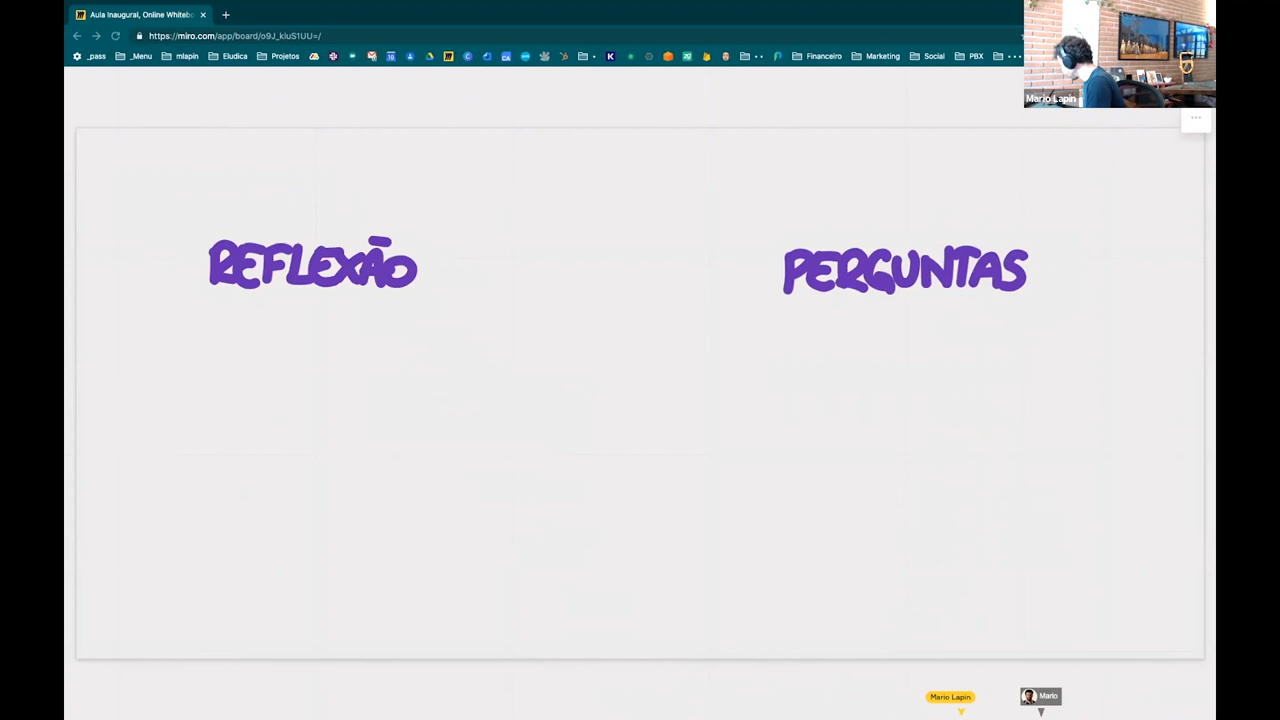 Aula Inaugural, Online Whitebo
https://miro.com/app/board/o9J_kluS1UU=/
_pass _Menu mlapin Eludica Projetos Financeiro Marketing Social PBX
Mario Lapin
REFLEXÃO PERGUNTAS
Mario Lapin Mario